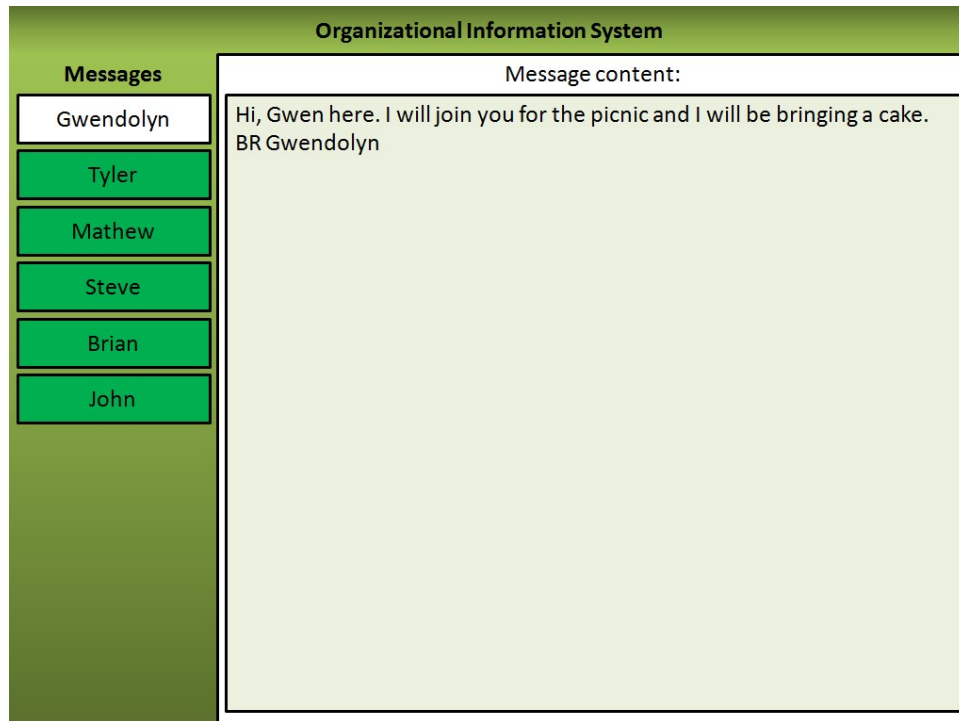 Organizational Information System
Messages
Message content:
Gwendolyn
Tyler
Mathew
Steve
Brian
John
Hi, Gwen here. I will join you for the picnic and I will be bringing a cake.
BR Gwendolyn